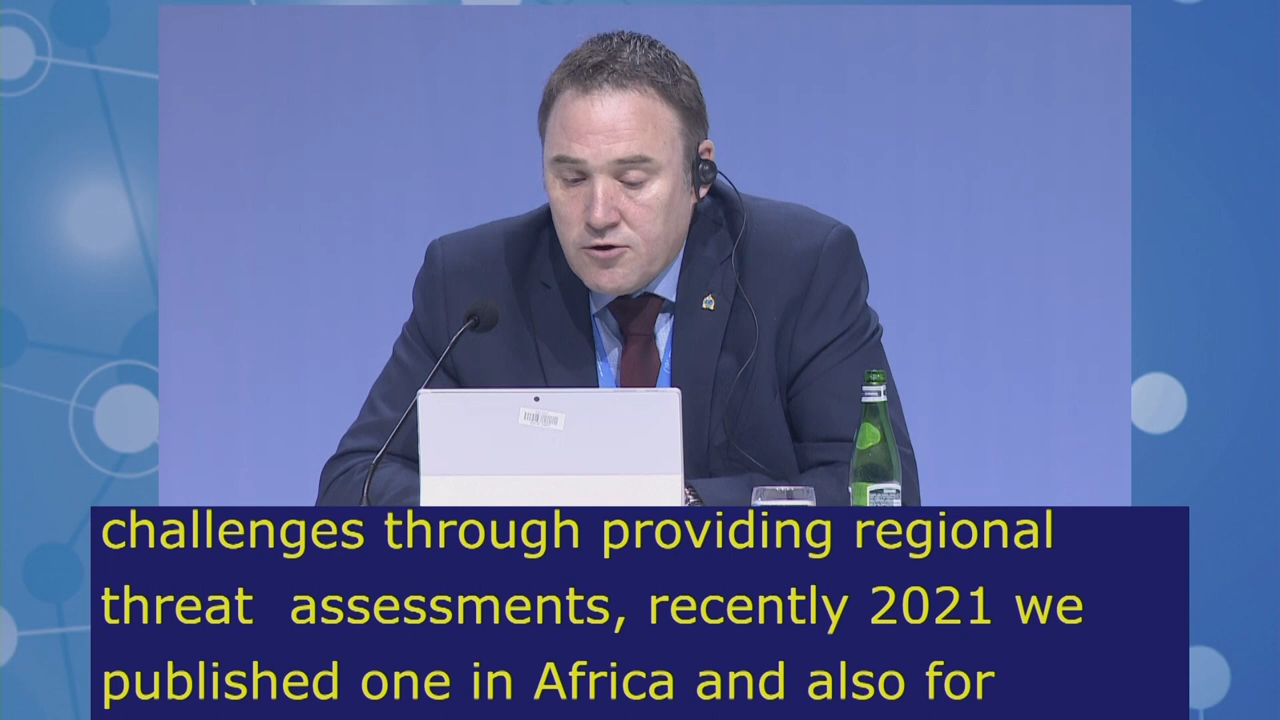 challenges through providing regional
threat assessments, recently 2021 we
published one in Africa and also for